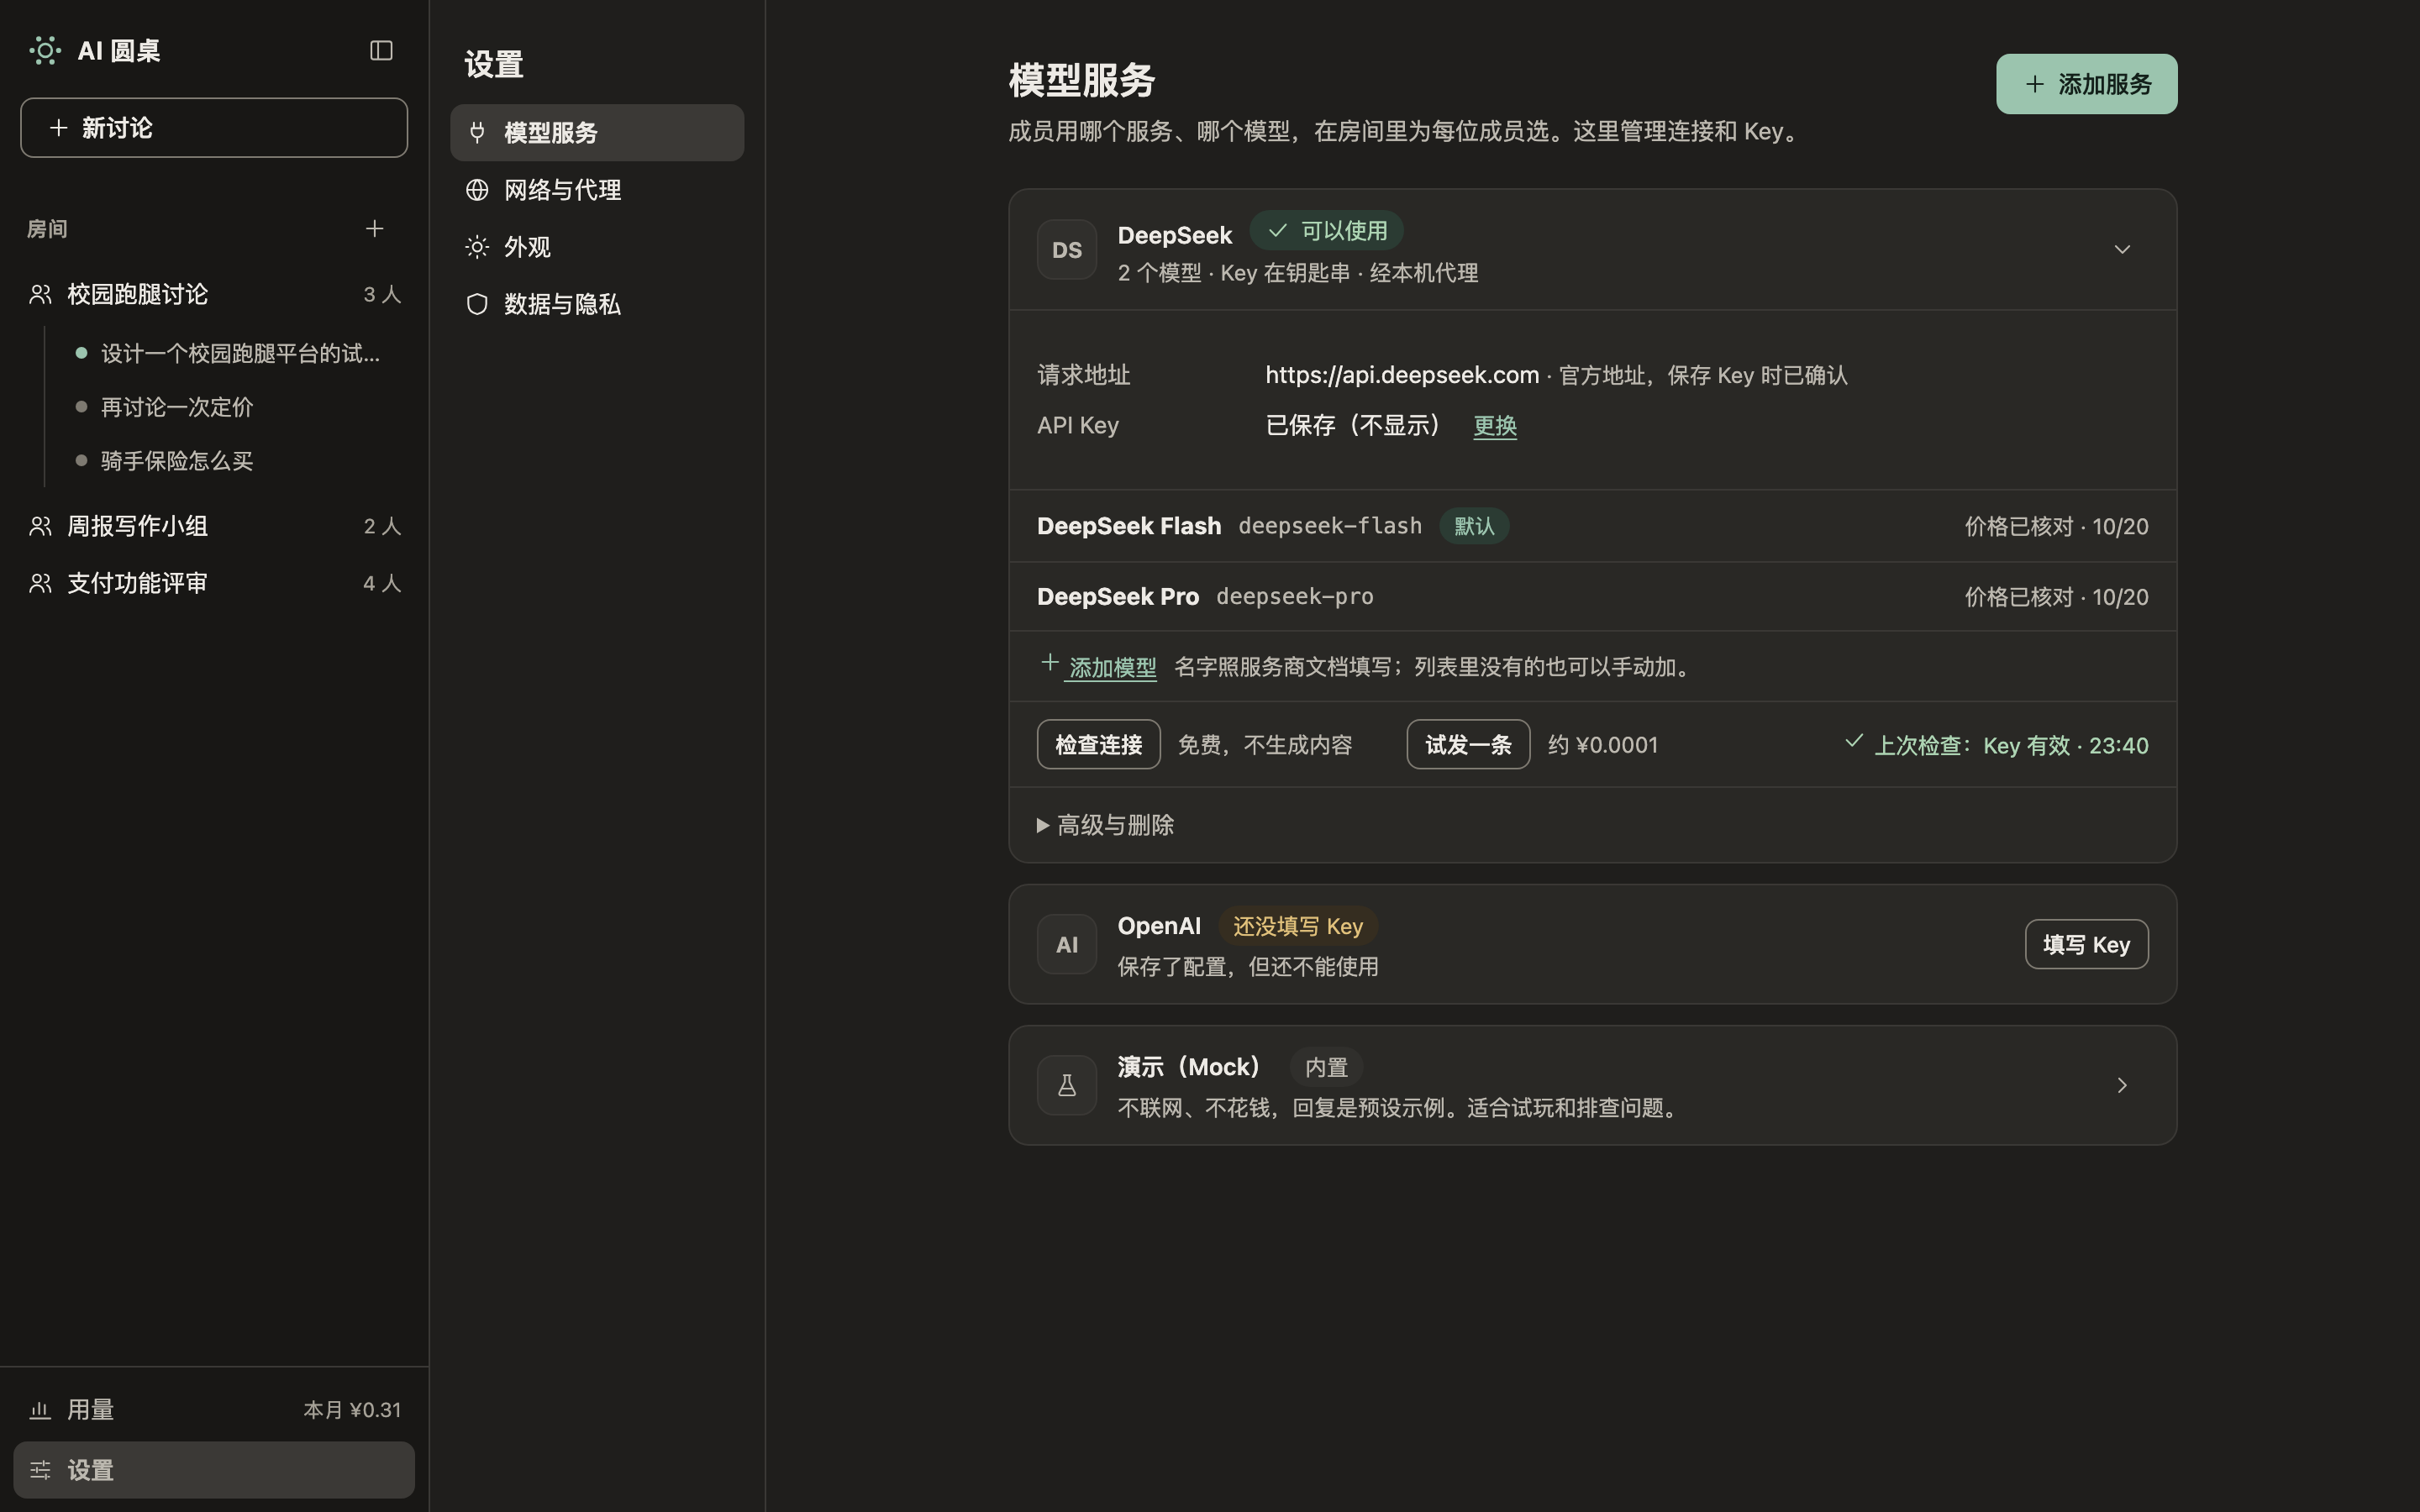 AI 圆桌
新讨论
房间
校园跑腿讨论 3 人
设计一个校园跑腿平台的试...
再讨论一次定价
骑手保险怎么买
周报写作小组 2 人
支付功能评审 4 人
用量 本月 ¥0.31
设置
设置
模型服务
网络与代理
外观
数据与隐私
模型服务
成员用哪个服务、哪个模型，在房间里为每位成员选。这里管理连接和 Key。
添加服务
DS
DeepSeek 可以使用
2 个模型 · Key 在钥匙串 · 经本机代理
请求地址 https://api.deepseek.com · 官方地址，保存 Key 时已确认
API Key 已保存（不显示） 更换
DeepSeek Flash deepseek-flash 默认 价格已核对 · 10/20
DeepSeek Pro deepseek-pro 价格已核对 · 10/20
添加模型 名字照服务商文档填写；列表里没有的也可以手动加。
检查连接 免费，不生成内容 试发一条 约 ¥0.0001 上次检查：Key 有效 · 23:40
高级与删除
AI
OpenAI 还没填写 Key
保存了配置，但还不能使用
填写 Key
演示（Mock） 内置
不联网、不花钱，回复是预设示例。适合试玩和排查问题。